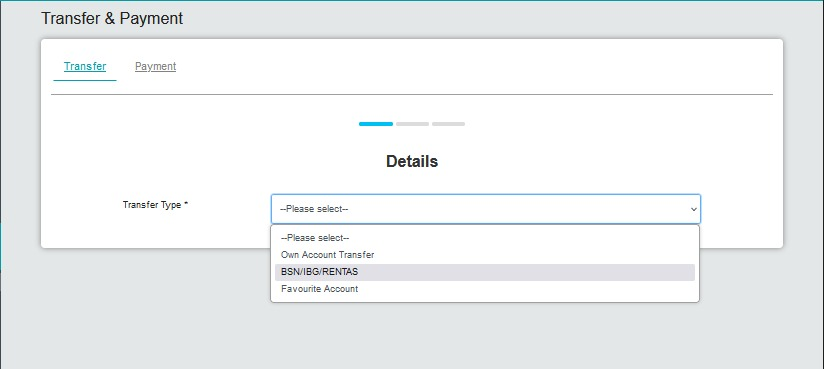 Transfer & Payment
Transfer Payment
Details
Transfer Type * --Please select--
--Please select--
Own Account Transfer
BSN/IBG/RENTAS
Favourite Account